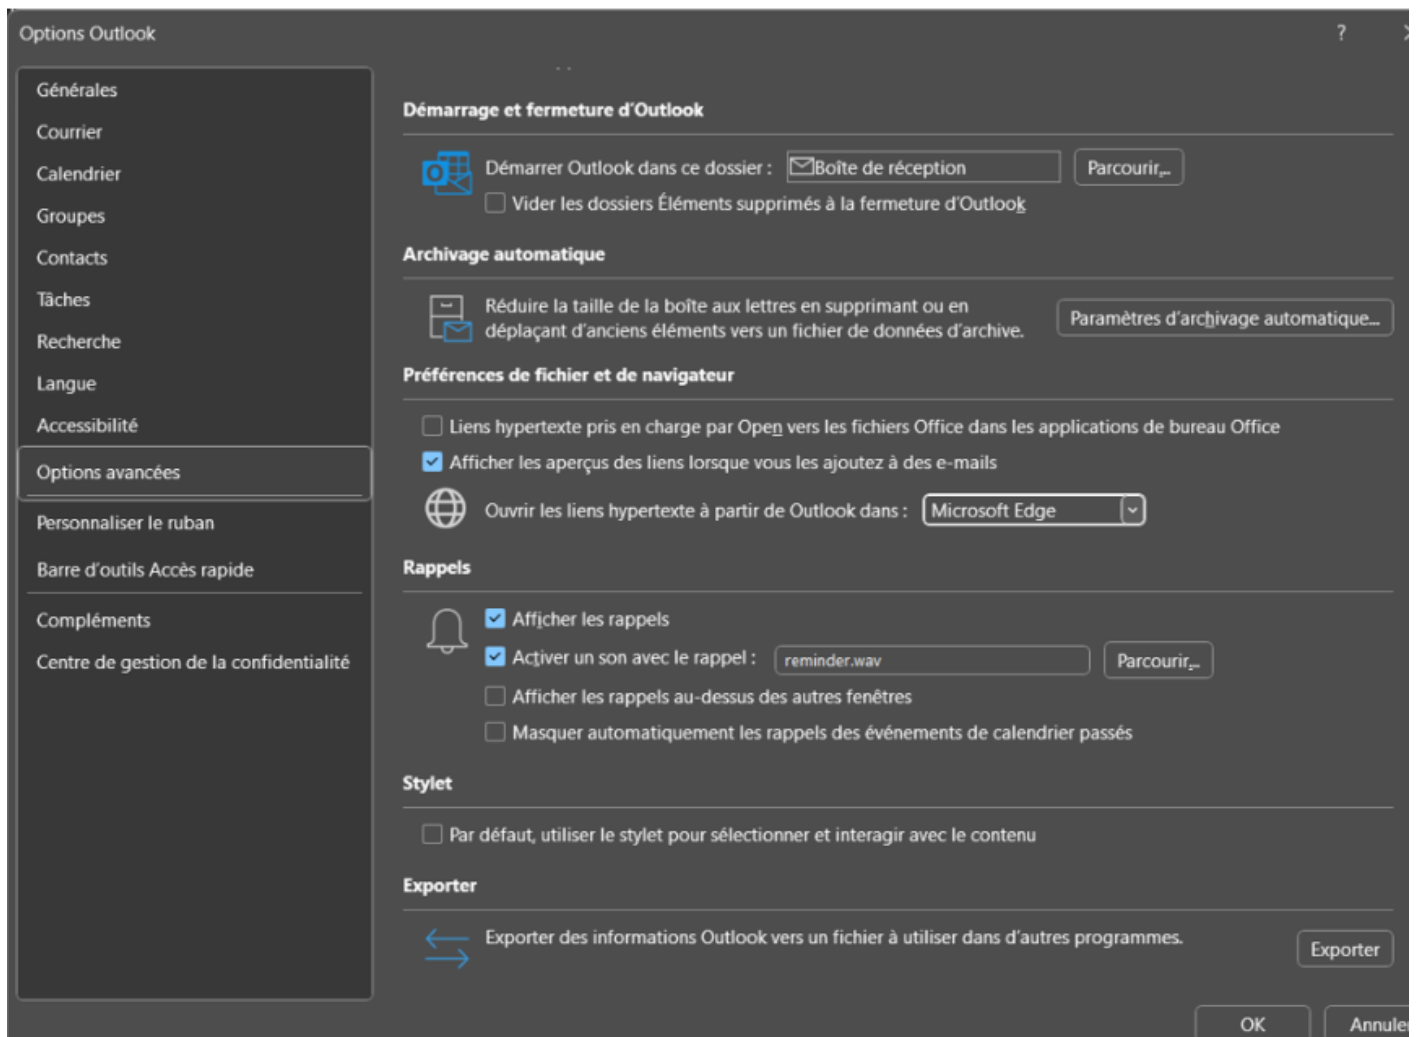 Options Outlook
?
Générales
Courrier
Calendrier
Groupes
Contacts
Tâches
Recherche
Langue
Accessibilité
Options avancées
Personnaliser le ruban
Barre d'outils Accès rapide
Compléments
Centre de gestion de la confidentialité
Démarrage et fermeture d'Outlook
Démarrer Outlook dans ce dossier :
Boîte de réception
Parcourir...
Vider les dossiers Éléments supprimés à la fermeture d'Outlook
Archivage automatique
Réduire la taille de la boîte aux lettres en supprimant ou en
déplaçant d'anciens éléments vers un fichier de données d'archive.
Paramètres d'archivage automatique...
Préférences de fichier et de navigateur
Liens hypertexte pris en charge par Open vers les fichiers Office dans les applications de bureau Office
Afficher les aperçus des liens lorsque vous les ajoutez à des e-mails
Ouvrir les liens hypertexte à partir de Outlook dans :
Microsoft Edge
Rappels
Afficher les rappels
Activer un son avec le rappel :
reminder.wav
Parcourir...
Afficher les rappels au-dessus des autres fenêtres
Masquer automatiquement les rappels des événements de calendrier passés
Stylet
Par défaut, utiliser le stylet pour sélectionner et interagir avec le contenu
Exporter
Exporter des informations Outlook vers un fichier à utiliser dans d'autres programmes.
Exporter
OK
Annuler